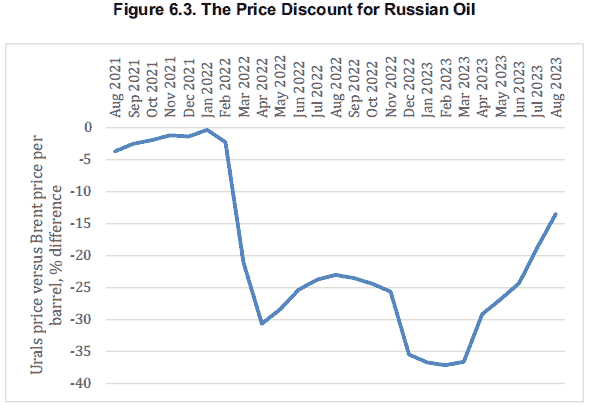 Figure 6.3. The Price Discount for Russian Oil
Aug 2021
Sep 2021
Oct 2021
Nov 2021
Dec 2021
Jan 2022
Feb 2022
Mar 2022
Apr 2022
May 2022
Jun 2022
Jul 2022
Aug 2022
Sep 2022
Oct 2022
Nov 2022
Dec 2022
Jan 2023
Feb 2023
Mar 2023
Apr 2023
May 2023
Jun 2023
Jul 2023
Aug 2023
Urals price versus Brent price per
barrel, % difference
0
-5
-10
-15
-20
-25
-30
-35
-40